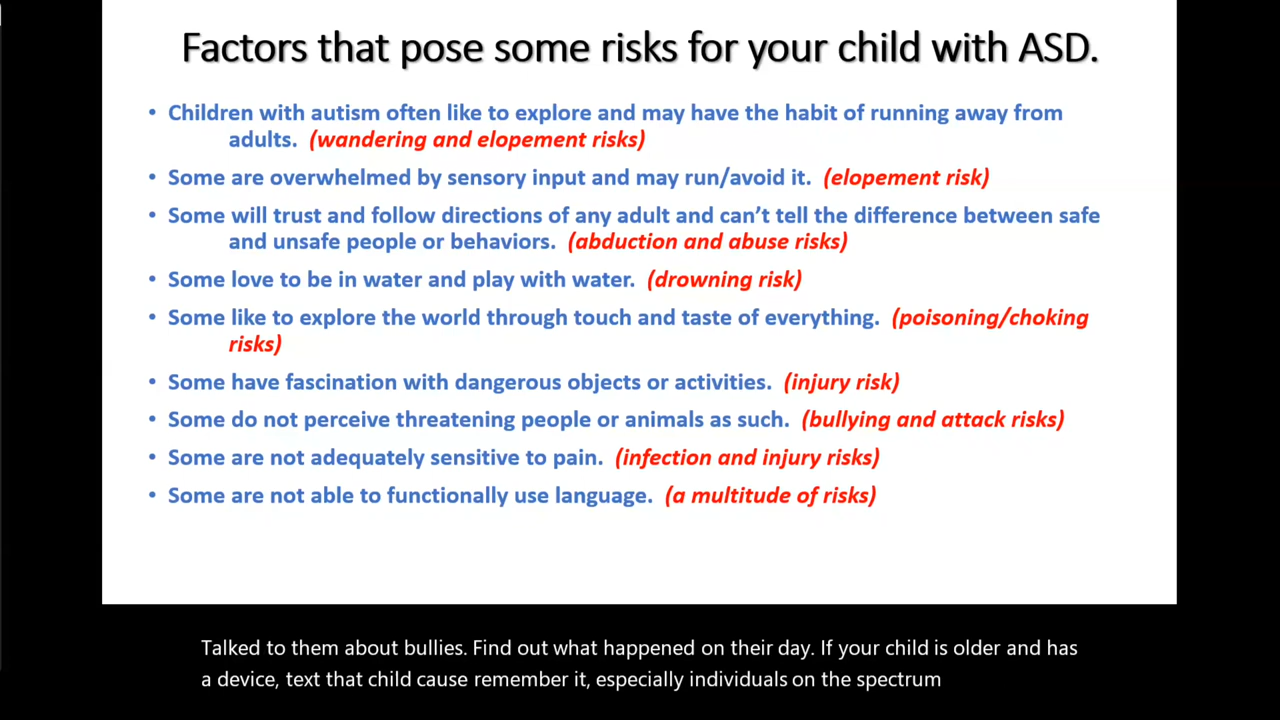 Factors that pose some risks for your child with ASD.
• Children with autism often like to explore and may have the habit of running away from
adults. (wandering and elopement risks)
• Some are overwhelmed by sensory input and may run/avoid it. (elopement risk)
• Some will trust and follow directions of any adult and can’t tell the difference between safe
and unsafe people or behaviors. (abduction and abuse risks)
• Some love to be in water and play with water. (drowning risk)
• Some like to explore the world through touch and taste of everything. (poisoning/choking
risks)
• Some have fascination with dangerous objects or activities. (injury risk)
• Some do not perceive threatening people or animals as such. (bullying and attack risks)
• Some are not adequately sensitive to pain. (infection and injury risks)
• Some are not able to functionally use language. (a multitude of risks)
Talked to them about bullies. Find out what happened on their day. If your child is older and has
a device, text that child cause remember it, especially individuals on the spectrum